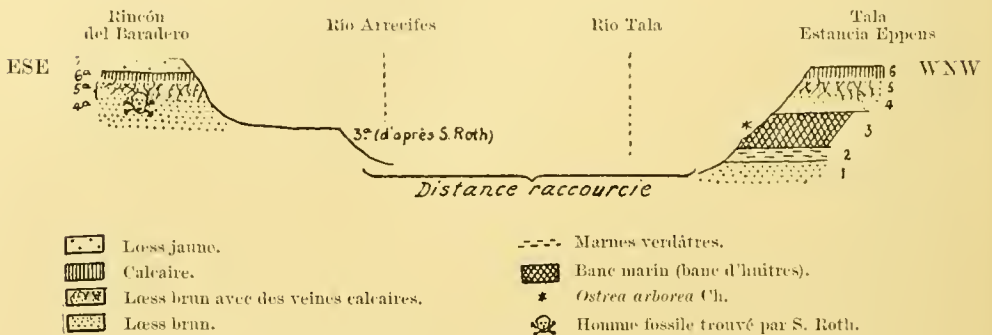 Rincón
del Baradero
Río Arrecifes
Río Tala
Tala
Estancia Eppens
ESE
WNW
7
6ª
5ª
4ª
3ª (d'après S. Roth)
6
5
4
3
2
1
Distance raccourcie
Lœss jaune.
Calcaire.
Lœss brun avec des veines calcaires.
Lœss brun.
Marnes verdâtres.
Banc marin (banc d'huitres).
Ostrea arborea Ch.
Homme fossile trouvé par S. Roth.